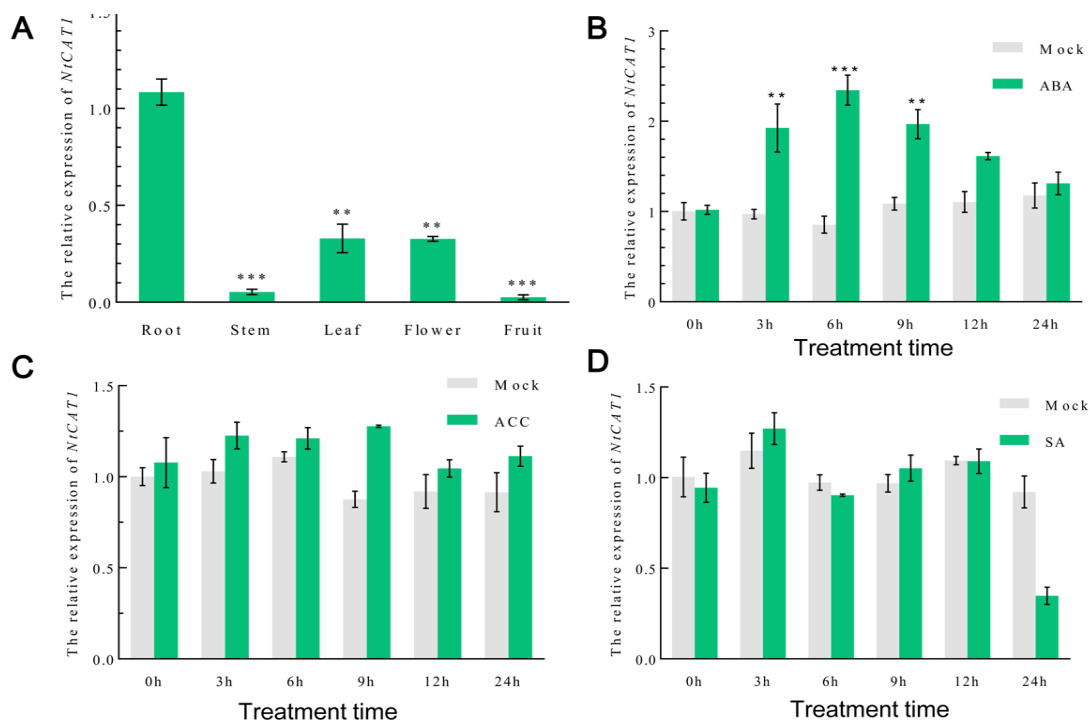 A
The relative expression of NtCAT1
1.5
1.0
0.5
0.0
***
**
**
***
Root Stem Leaf Flower Fruit
B
The relative expression of NtCAT1
3
2
1
0
Mock
ABA
**
***
**
0h 3h 6h 9h 12h 24h
Treatment time
C
The relative expression of NtCAT1
1.5
1.0
0.5
0.0
Mock
ACC
0h 3h 6h 9h 12h 24h
Treatment time
D
The relative expression of NtCAT1
1.5
1.0
0.5
0.0
Mock
SA
0h 3h 6h 9h 12h 24h
Treatment time